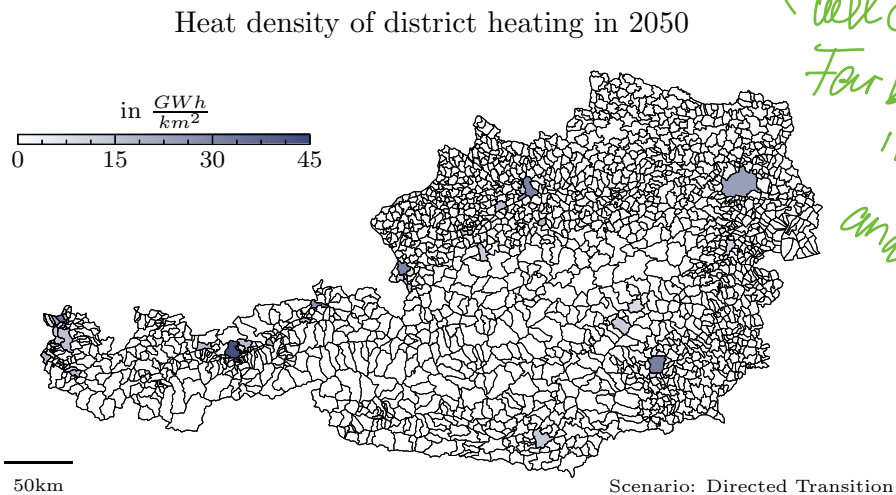 Heat density of district heating in 2050
in GWh/km²
0 15 30 45
50km
Scenario: Directed Transition